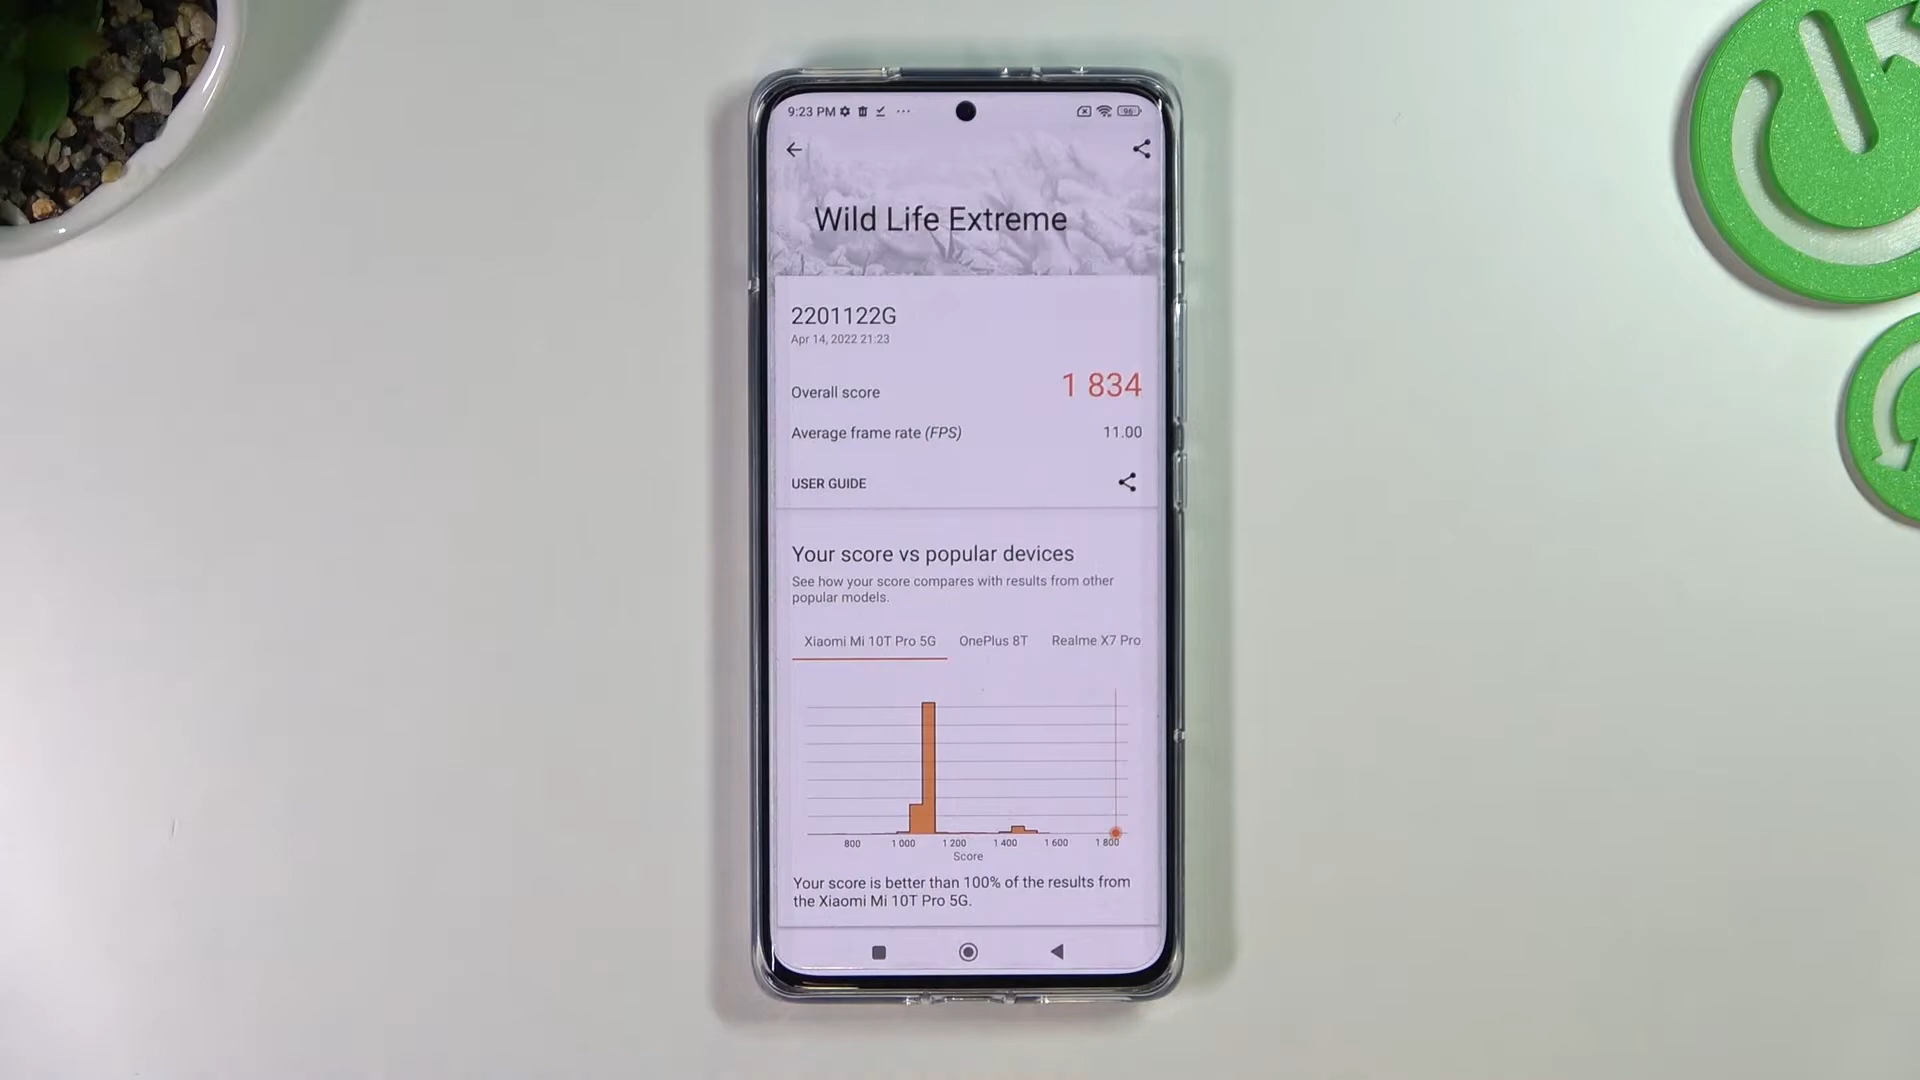 9:23 PM
96
Wild Life Extreme
2201122G
Apr 14, 2022 21:23
Overall score
1 834
Average frame rate (FPS)
11.00
USER GUIDE
Your score vs popular devices
See how your score compares with results from other
popular models.
Xiaomi Mi 10T Pro 5G
OnePlus 8T
Realme X7 Pro
800
1 000
1 200
1 400
1 600
1 800
Score
Your score is better than 100% of the results from
the Xiaomi Mi 10T Pro 5G.